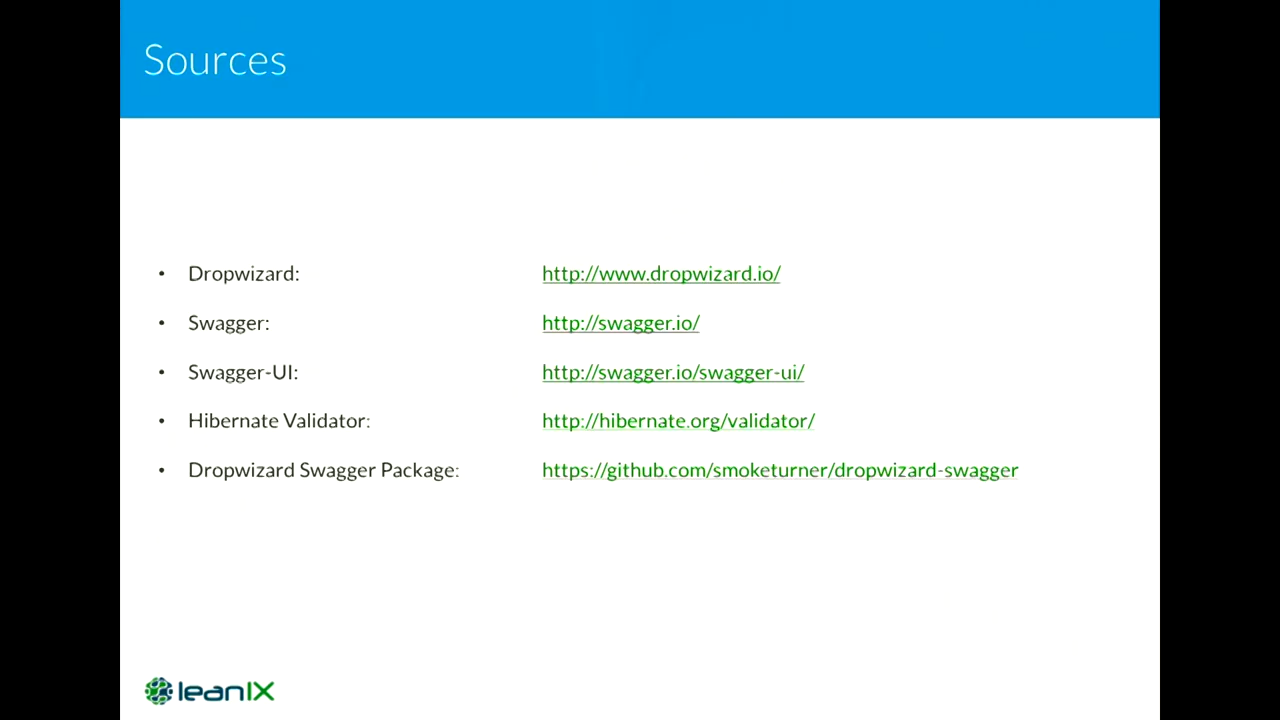 Sources
• Dropwizard: http://www.dropwizard.io/
• Swagger: http://swagger.io/
• Swagger-UI: http://swagger.io/swagger-ui/
• Hibernate Validator: http://hibernate.org/validator/
• Dropwizard Swagger Package: https://github.com/smoketurner/dropwizard-swagger
leanIX